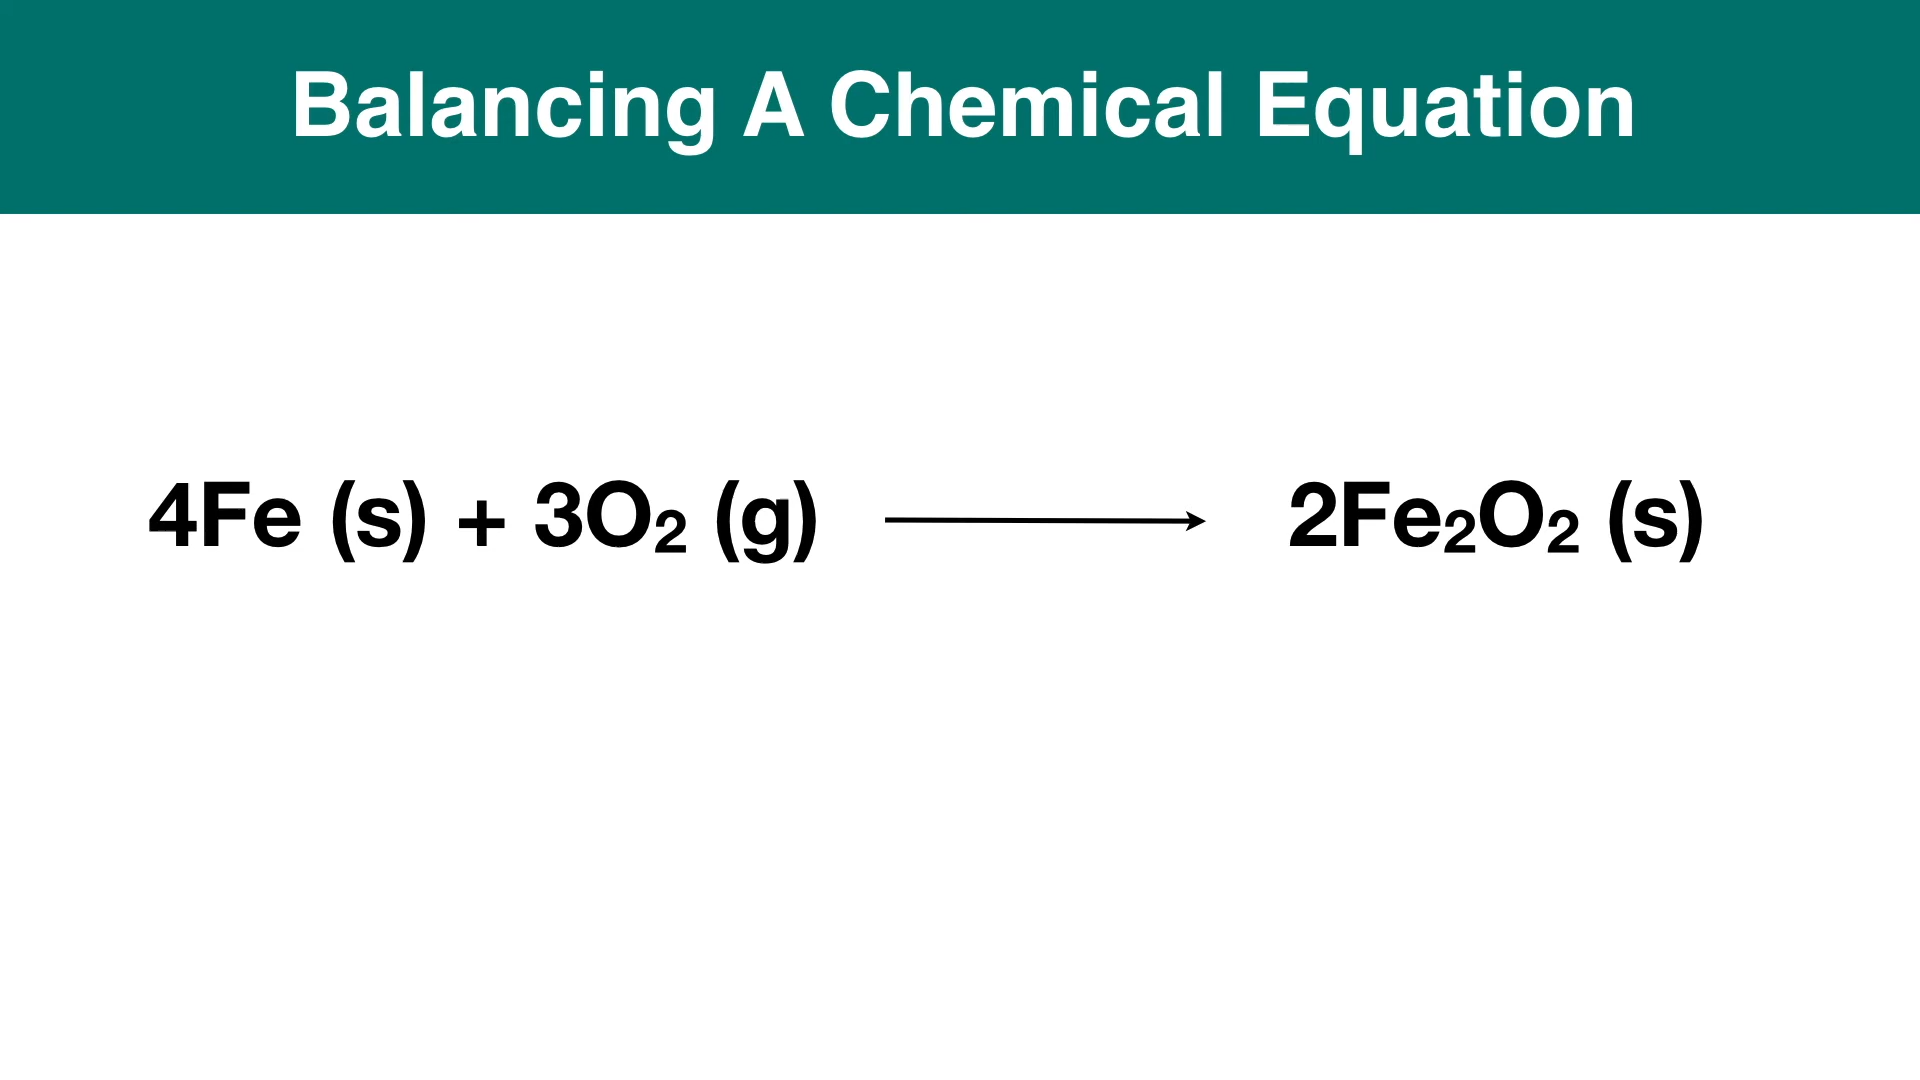 Balancing A Chemical Equation
4Fe (s) + 3O₂ (g) ⟶ 2Fe₂O₂ (s)